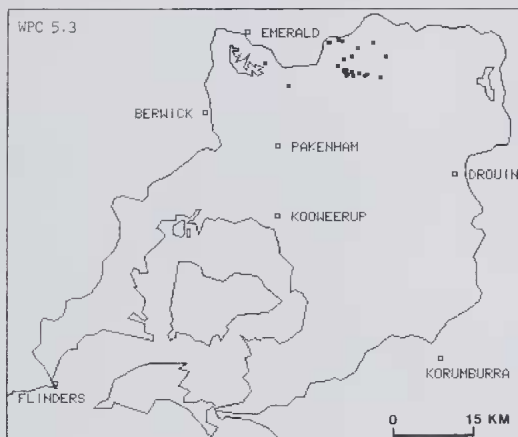 WPC 5.3
EMERALD
BERWICK
PAKENHAM
DROUIN
KOOWEERUP
KORUMBURRA
FLINDERS
0 15 KM